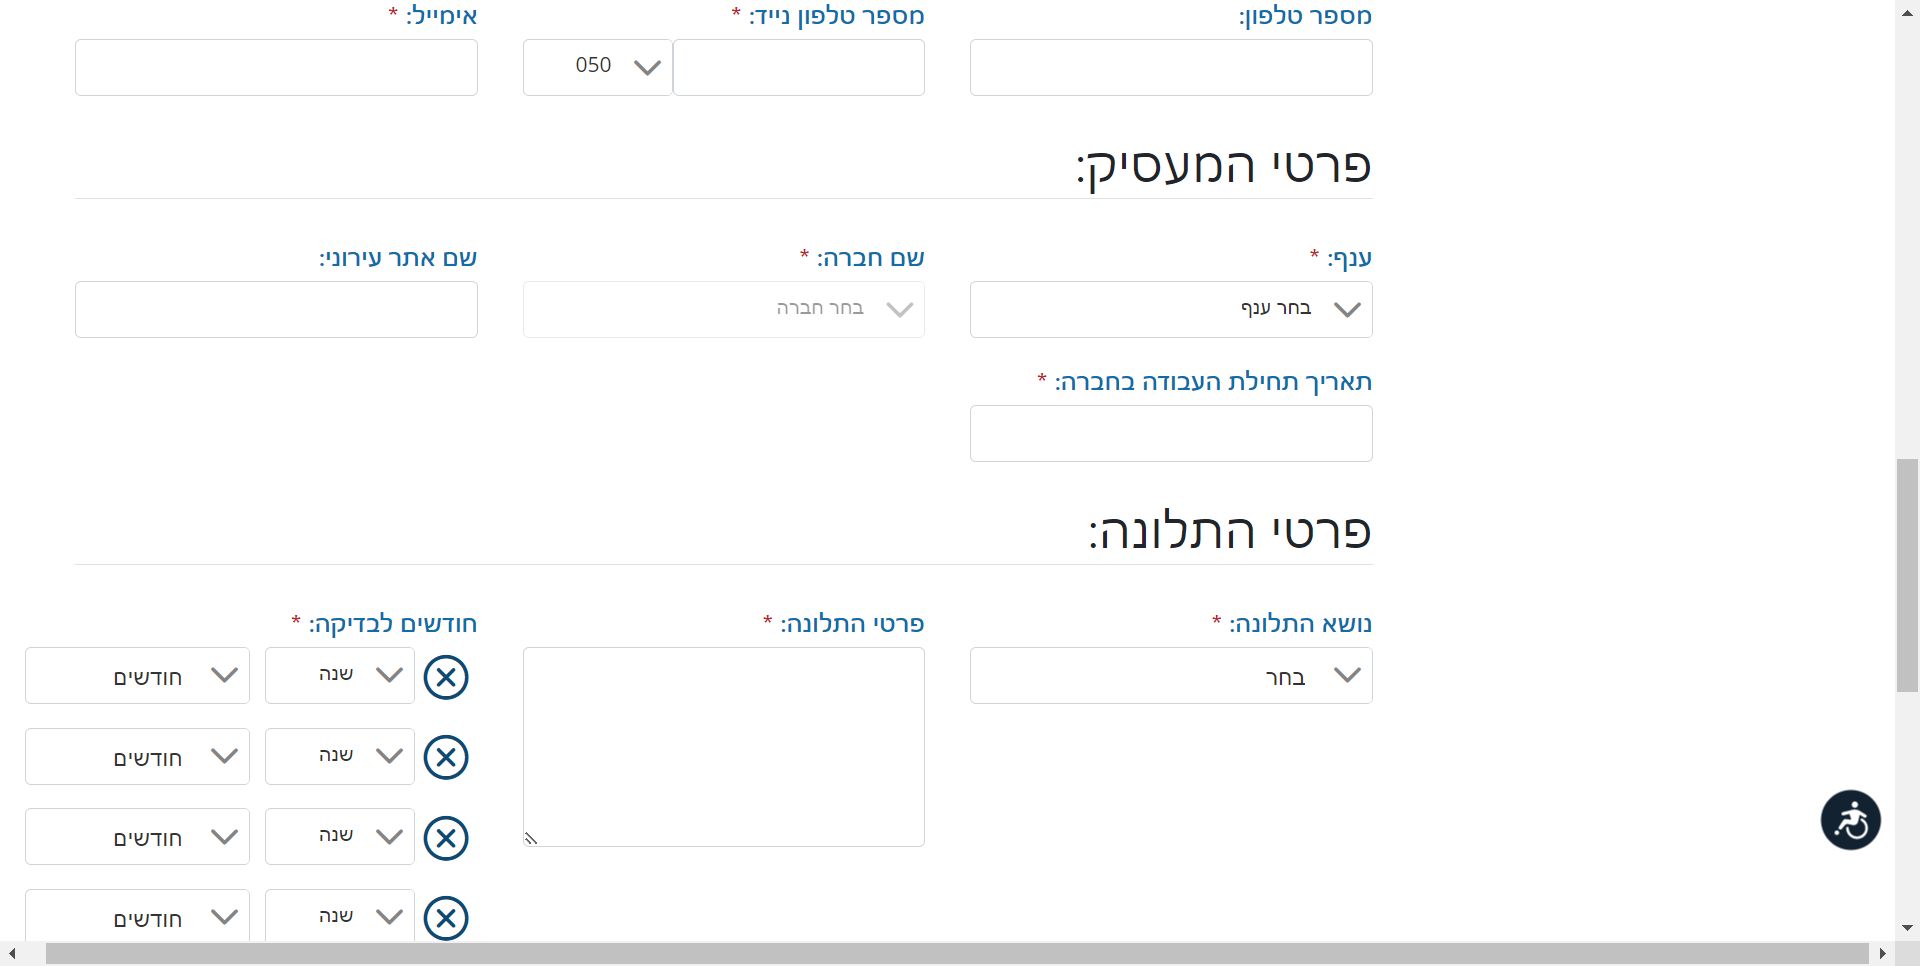 מספר טלפון:
מספר טלפון נייד: *
050
אימייל: *
פרטי המעסיק:
ענף: *
בחר ענף
שם חברה: *
בחר חברה
שם אתר עירוני:
תאריך תחילת העבודה בחברה: *
פרטי התלונה:
נושא התלונה: *
בחר
פרטי התלונה: *
חודשים לבדיקה: *
שנה חודשים
שנה חודשים
שנה חודשים
שנה חודשים